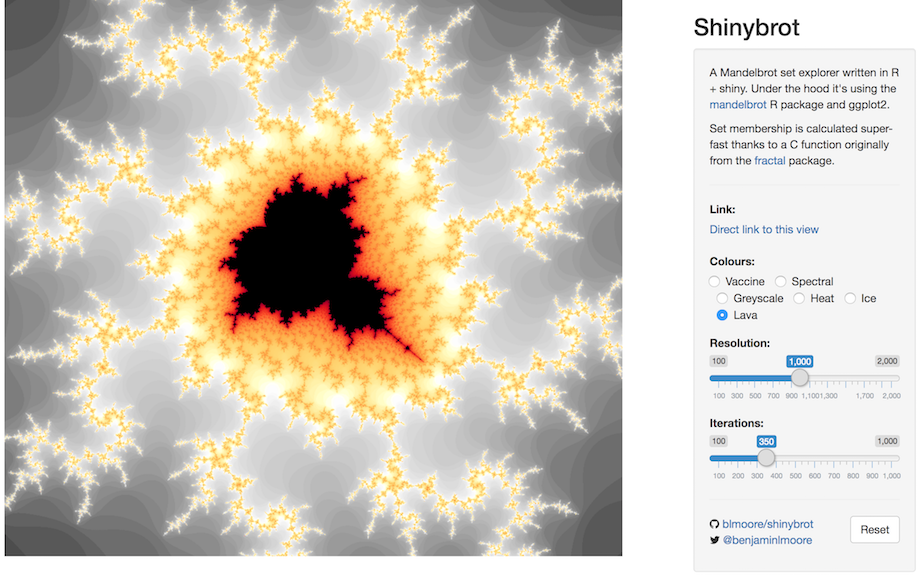 Shinybrot
A Mandelbrot set explorer written in R
+ shiny. Under the hood it's using the
mandelbrot R package and ggplot2.
Set membership is calculated super-
fast thanks to a C function originally
from the fractal package.
Link:
Direct link to this view
Colours:
Vaccine Spectral
Greyscale Heat Ice
Lava
Resolution:
100 1,000 2,000
100 300 500 700 900 1,100 1,300 1,700 2,000
Iterations:
100 350 1,000
100 200 300 400 500 600 700 800 900 1,000
blmoore/shinybrot
@benjaminlmoore
Reset